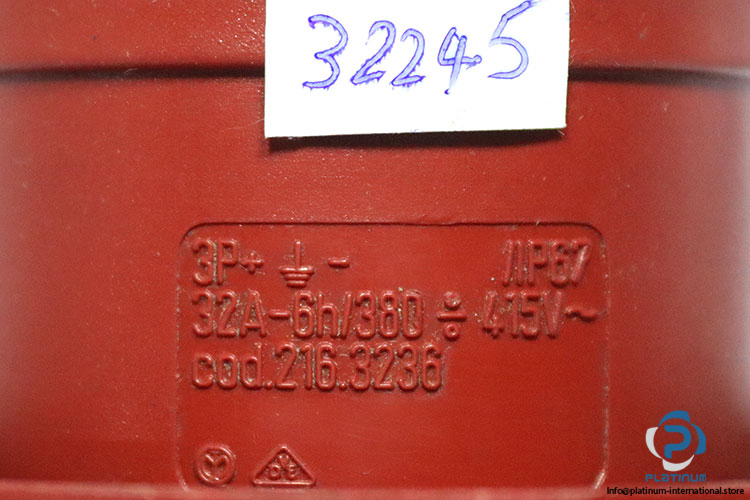 32245
3P+⏚ - IP67
32A-6h/380÷415V~
cod.216.3236
PLATINUM
Info@platinum-international.store